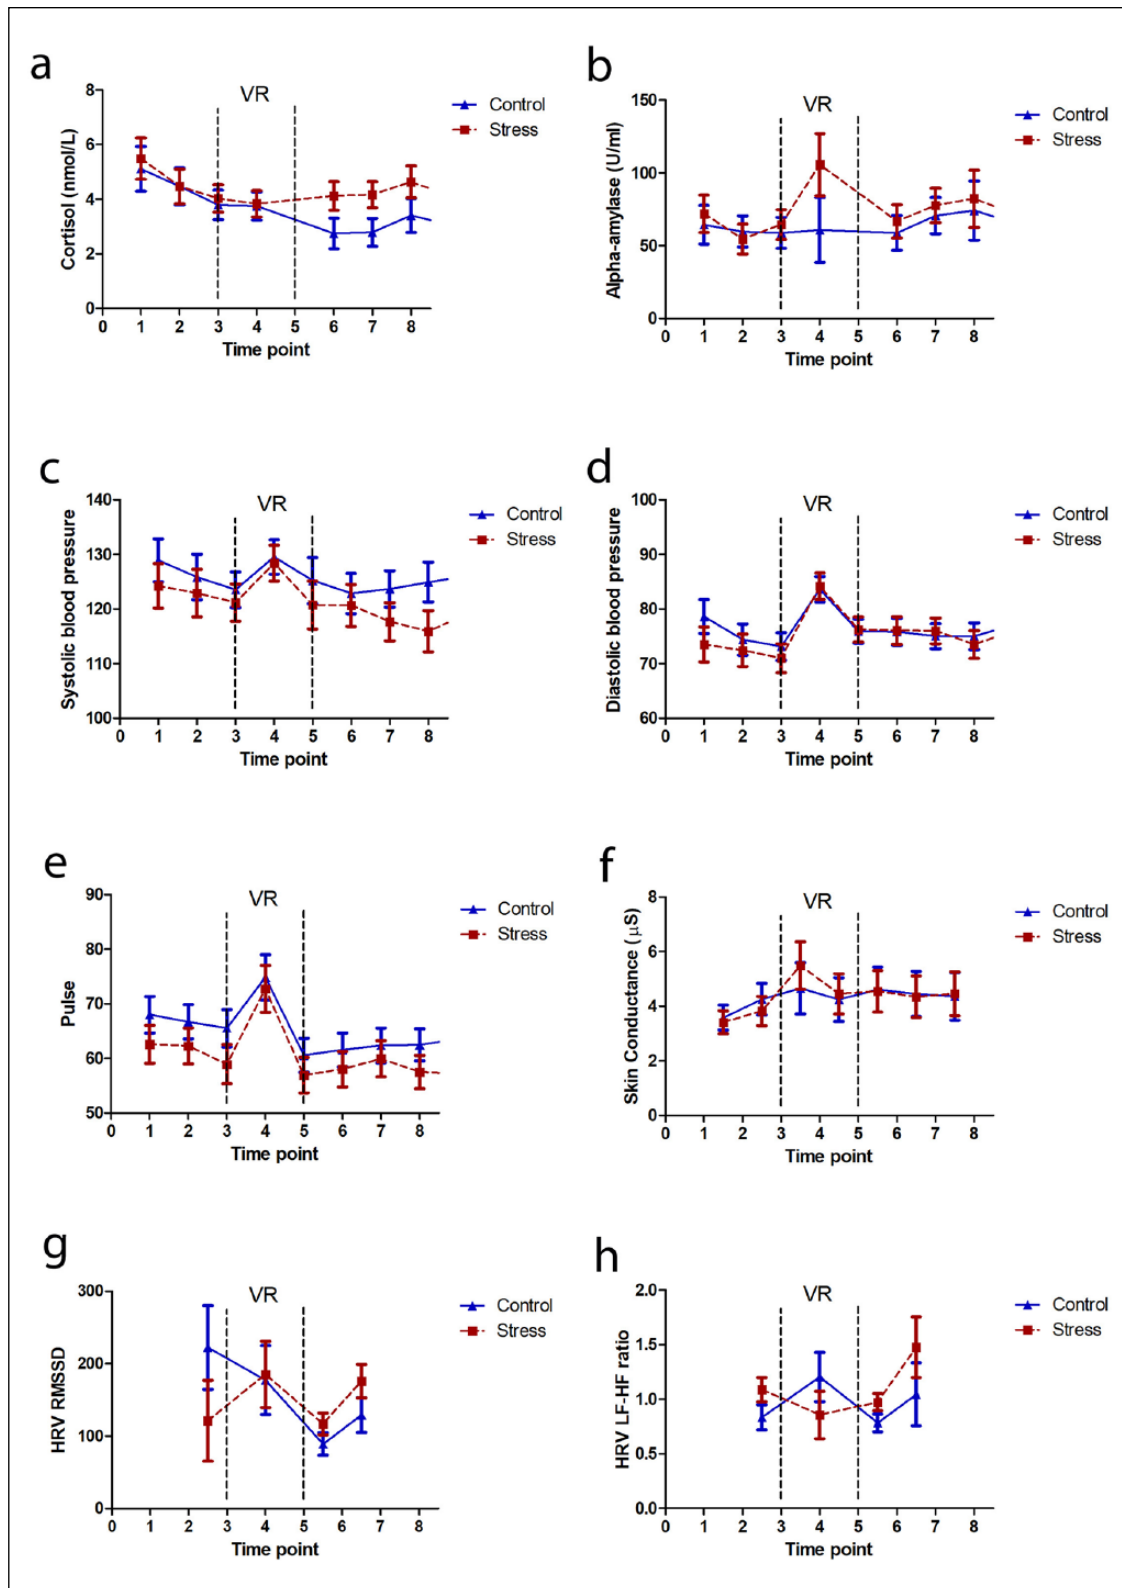 a
VR
Control
Stress
Cortisol (nmol/L)
8
6
4
2
0
0 1 2 3 4 5 6 7 8
Time point
b
VR
Control
Stress
Alpha-amylase (U/ml)
150
100
50
0
0 1 2 3 4 5 6 7 8
Time point
c
VR
Control
Stress
Systolic blood pressure
140
130
120
110
100
0 1 2 3 4 5 6 7 8
Time point
d
VR
Control
Stress
Diastolic blood pressure
100
90
80
70
60
0 1 2 3 4 5 6 7 8
Time point
e
VR
Control
Stress
Pulse
90
80
70
60
50
0 1 2 3 4 5 6 7 8
Time point
f
VR
Control
Stress
Skin Conductance (μS)
8
6
4
2
0
0 1 2 3 4 5 6 7 8
Time point
g
VR
Control
Stress
HRV RMSSD
300
200
100
0
0 1 2 3 4 5 6 7 8
Time point
h
VR
Control
Stress
HRV LF-HF ratio
2.0
1.5
1.0
0.5
0.0
0 1 2 3 4 5 6 7 8
Time point